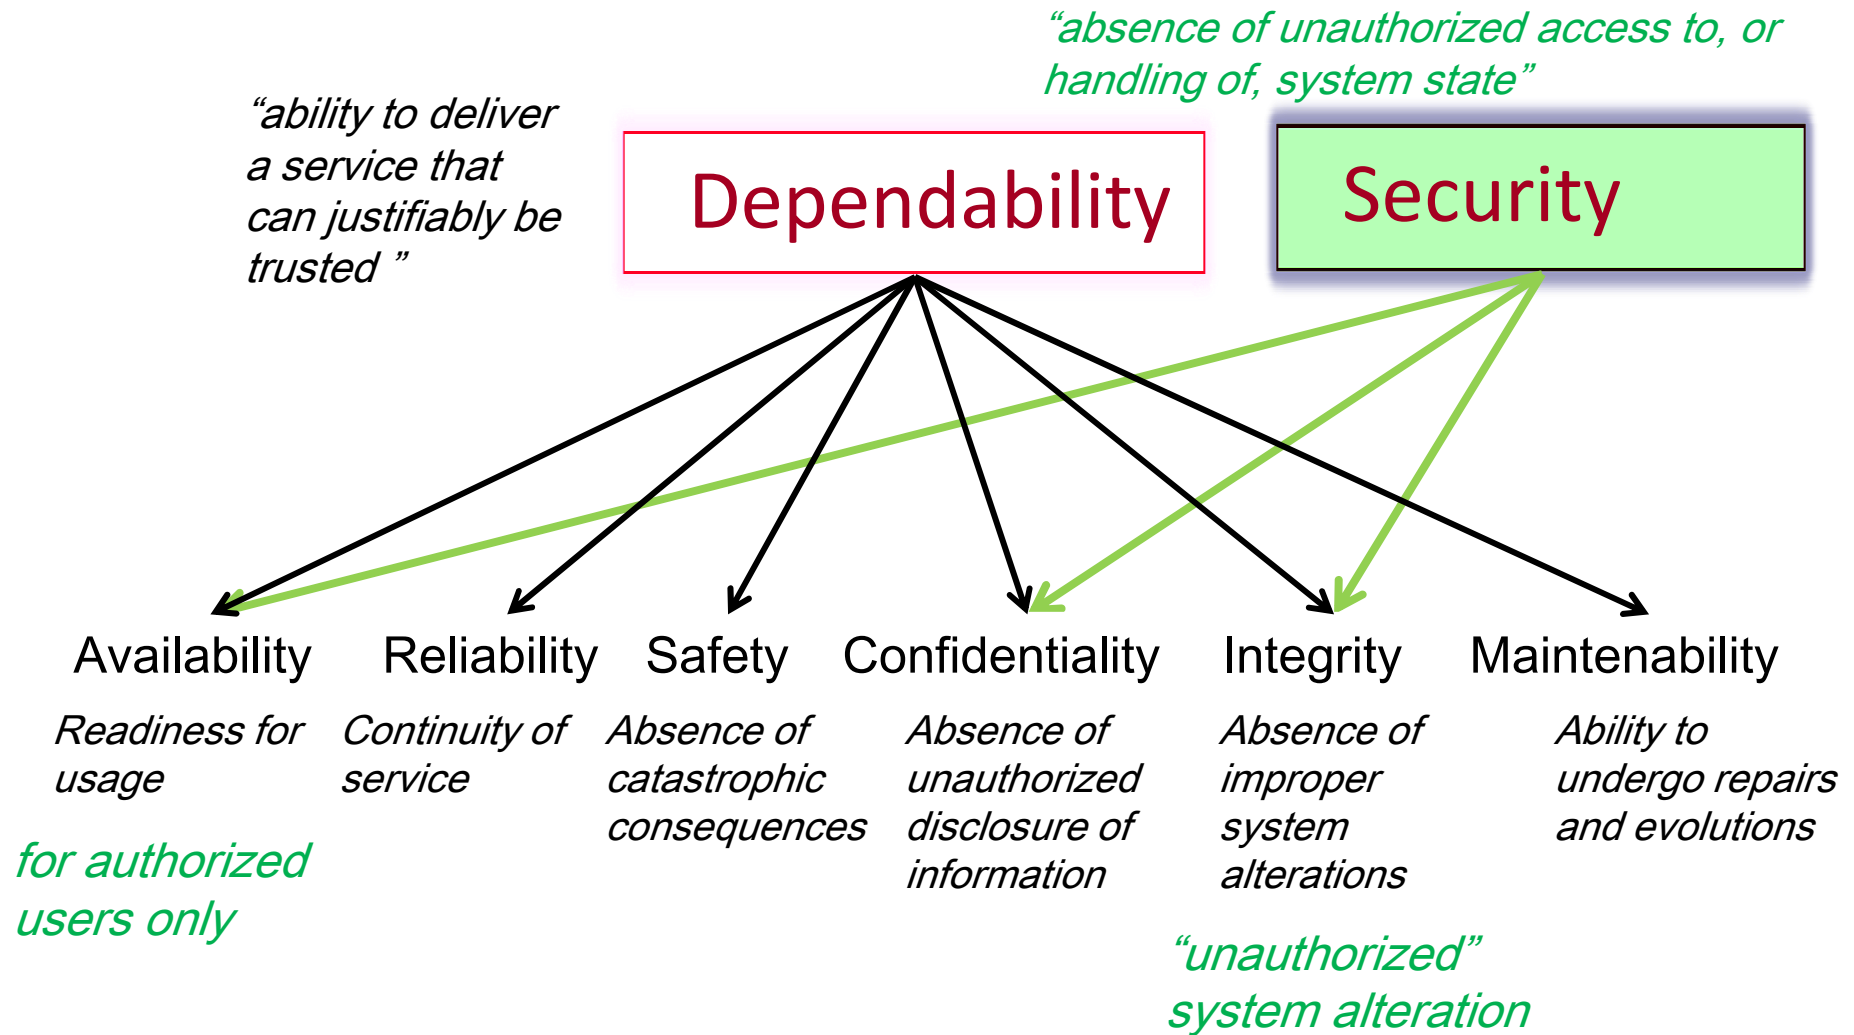 “absence of unauthorized access to, or
handling of, system state”
“ability to deliver
a service that
can justifiably be
trusted ”
Dependability
Security
Availability
Reliability
Safety
Confidentiality
Integrity
Maintenability
Readiness for
usage
for authorized
users only
Continuity of
service
Absence of
catastrophic
consequences
Absence of
unauthorized
disclosure of
information
Absence of
improper
system
alterations
“unauthorized”
system alteration
Ability to
undergo repairs
and evolutions